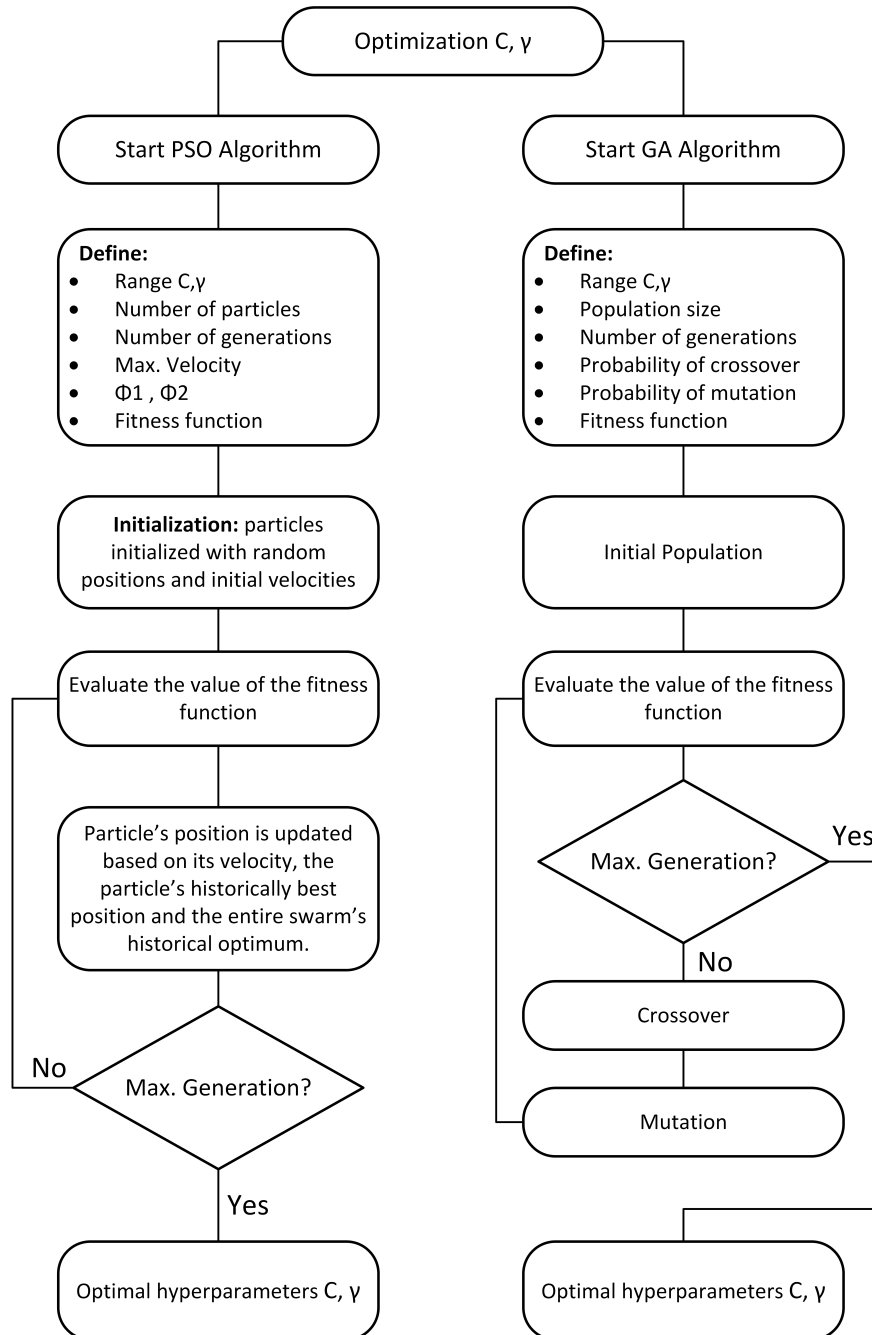 Optimization C, γ
Start PSO Algorithm
Define:
• Range C,γ
• Number of particles
• Number of generations
• Max. Velocity
• Φ1 , Φ2
• Fitness function
Initialization: particles
initialized with random
positions and initial velocities
Evaluate the value of the fitness
function
Particle’s position is updated
based on its velocity, the
particle’s historically best
position and the entire swarm’s
historical optimum.
No
Max. Generation?
Yes
Optimal hyperparameters C, γ
Start GA Algorithm
Define:
• Range C,γ
• Population size
• Number of generations
• Probability of crossover
• Probability of mutation
• Fitness function
Initial Population
Evaluate the value of the fitness
function
Max. Generation?
Yes
No
Crossover
Mutation
Optimal hyperparameters C, γ